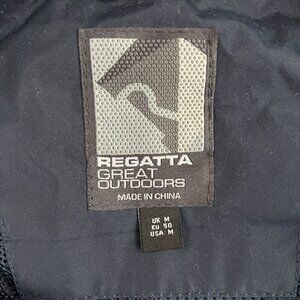 REGATTA
GREAT
OUTDOORS
MADE IN CHINA
UK M
EU 50
USA M